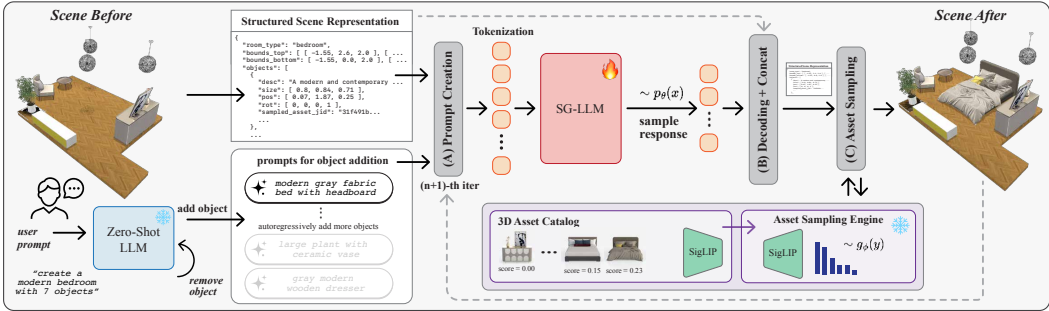 Scene Before
Structured Scene Representation
{
"room_type": "bedroom",
"bounds_top": [ [ -1.55, 2.6, 2.0 ], [ ...
"bounds_bottom": [ -1.55, 0.0, 2.0 ], [ ...
"objects": [
{
"desc": "A modern and contemporary ...
"size": [ 0.8, 0.84, 0.71 ],
"pos": [ 0.07, 1.87, 0.25 ],
"rot": [ 0, 0, 0, 1 ],
"sampled_asset_jid": "31f491b...
...
},
...
(A) Prompt Creation
Tokenization
SG-LLM
∼ pθ(x)
sample
response
(B) Decoding + Concat
(C) Asset Sampling
Scene After
user
prompt
Zero-Shot
LLM
"create a
modern bedroom
with 7 objects"
add object
remove
object
prompts for object addition
modern gray fabric
bed with headboard
autoregressively add more objects
large plant with
ceramic vase
gray modern
wooden dresser
(n+1)-th iter
3D Asset Catalog
score = 0.00
score = 0.15
score = 0.23
SigLIP
Asset Sampling Engine
SigLIP
∼ gϕ(y)